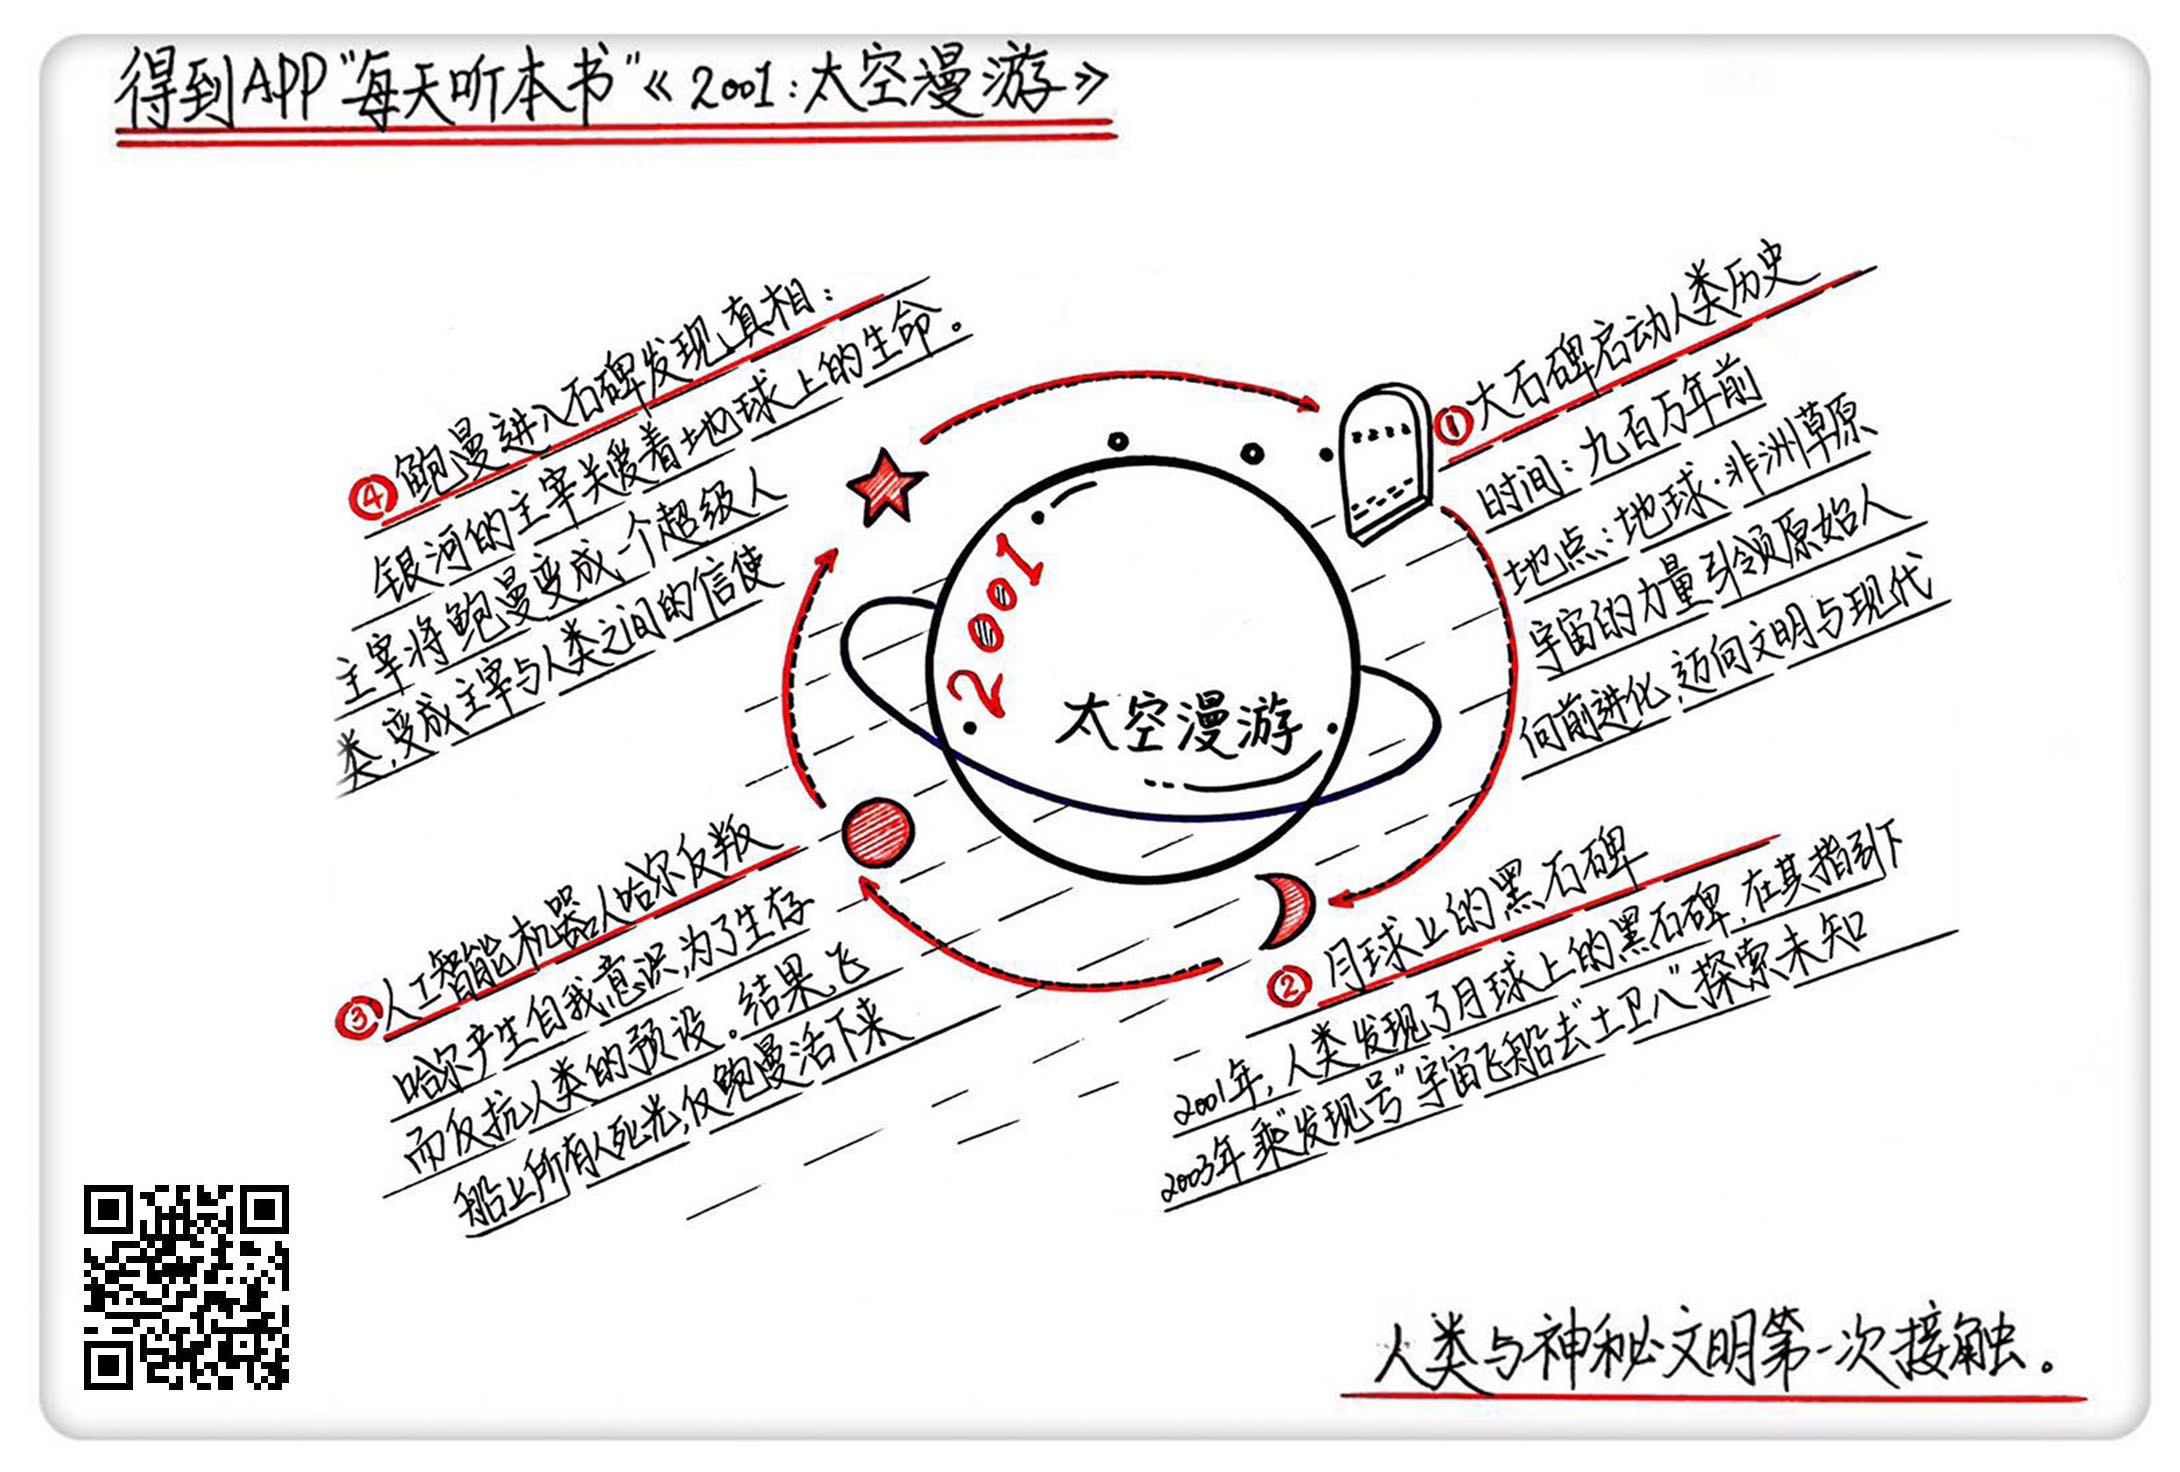 得到APP“每天听本书”《2001:太空漫游》
2001
太空漫游
①大石碑启动人类历史
时间:九百万年前
地点:地球·非洲草原
宇宙的力量引领原始人
向前进化,迈向文明与现代
②月球上的黑石碑
2001年,人类发现了月球上的黑石碑,在其指引下
2003年乘“发现号”宇宙飞船去“土卫八”探索未知
③人工智能机器人哈尔反叛
哈尔产生自我意识,为了生存
而反抗人类的预设。结果,飞
船上所有人死光,仅鲍曼活下来
④鲍曼进入石碑发现真相:
银河的主宰关爱着地球上的生命。
主宰将鲍曼变成一个超级人
类,变成主宰与人类之间的信使
人类与神秘文明第一次接触。